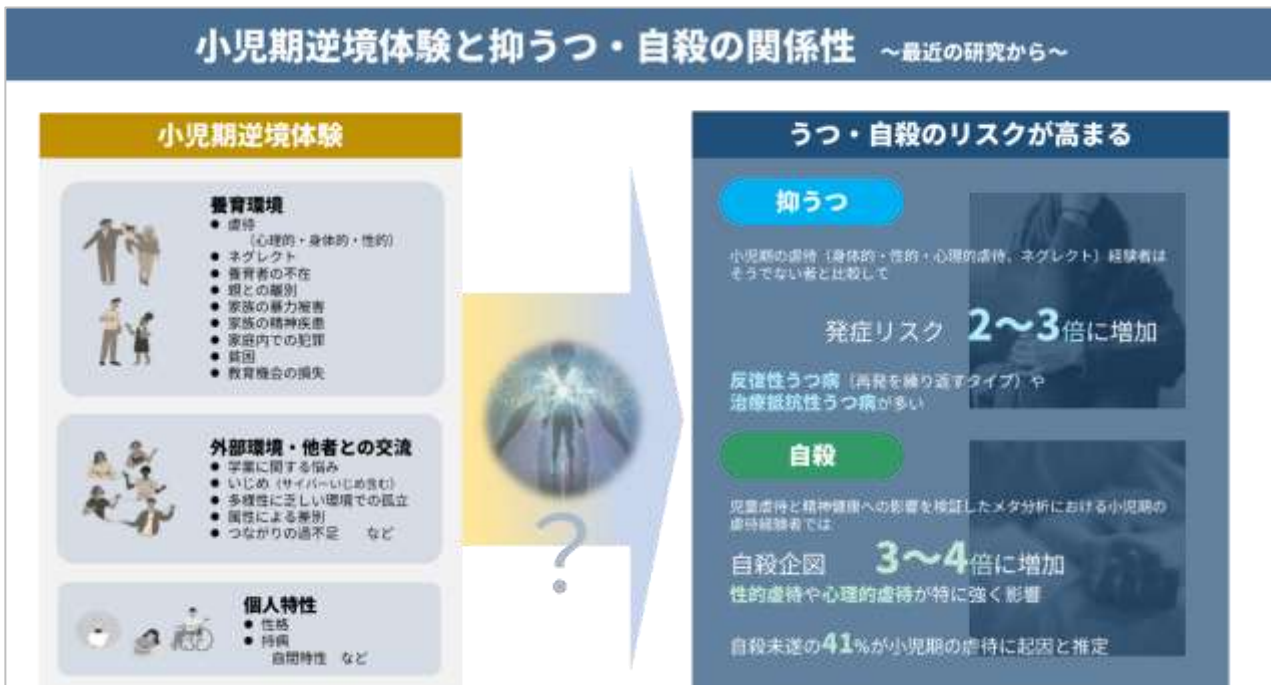 小児期逆境体験と抑うつ・自殺の関係性 ～最近の研究から～
小児期逆境体験
養育環境
● 虐待
(心理的・身体的・性的)
● ネグレクト
● 養育者の不在
● 親との離別
● 家族の暴力被害
● 家族の精神疾患
● 家庭内での犯罪
● 貧困
● 教育機会の損失
外部環境・他者との交流
● 学業に関する悩み
● いじめ（サイバーいじめ含む）
● 多様性に乏しい環境での孤立
● 属性による差別
● つながりの過不足 など
個人特性
● 性格
● 持病
特性 など
?
うつ・自殺のリスクが高まる
抑うつ
小児期の虐待（身体的・性的・心理的虐待、ネグレクト）経験者は
そうでない者と比較して
発症リスク 2～3倍に増加
反復性うつ病（再発を繰り返すタイプ）や
治療抵抗性うつ病が多い
自殺
児童虐待と精神健康への影響を検証したメタ分析における小児期の
虐待経験者では
自殺企図 3～4倍に増加
性的虐待や心理的虐待が特に強く影響
自殺未遂の41%が小児期の虐待に起因と推定